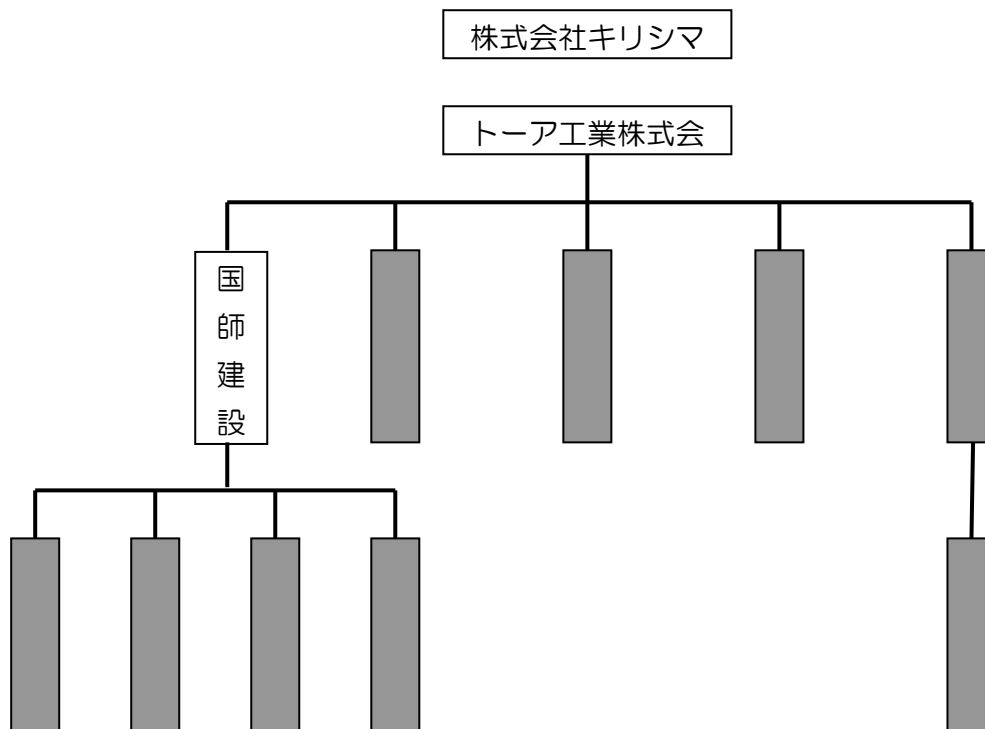 株式会社キリシマ
トーア工業株式会
国師建設